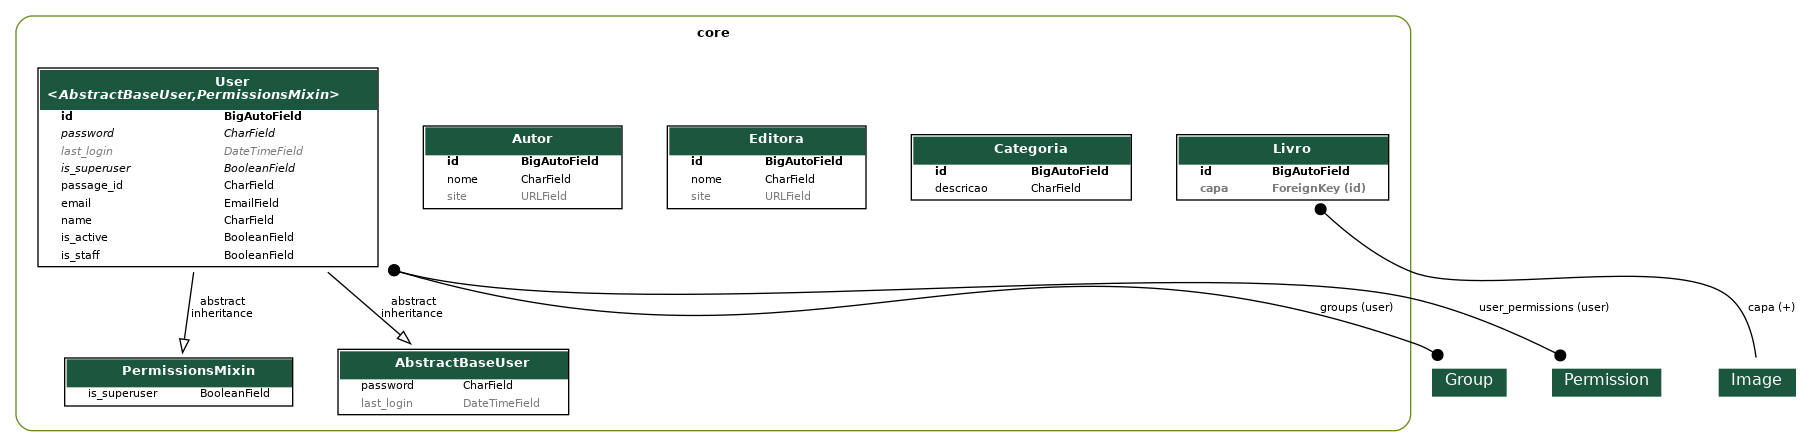 core
User
<AbstractBaseUser,PermissionsMixin>
id BigAutoField
password CharField
last_login DateTimeField
is_superuser BooleanField
passage_id CharField
email EmailField
name CharField
is_active BooleanField
is_staff BooleanField
Autor
id BigAutoField
nome CharField
site URLField
Editora
id BigAutoField
nome CharField
site URLField
Categoria
id BigAutoField
descricao CharField
Livro
id BigAutoField
capa ForeignKey (id)
abstract
inheritance
abstract
inheritance
groups (user)
user_permissions (user)
capa (+)
PermissionsMixin
is_superuser BooleanField
AbstractBaseUser
password CharField
last_login DateTimeField
Group
Permission
Image